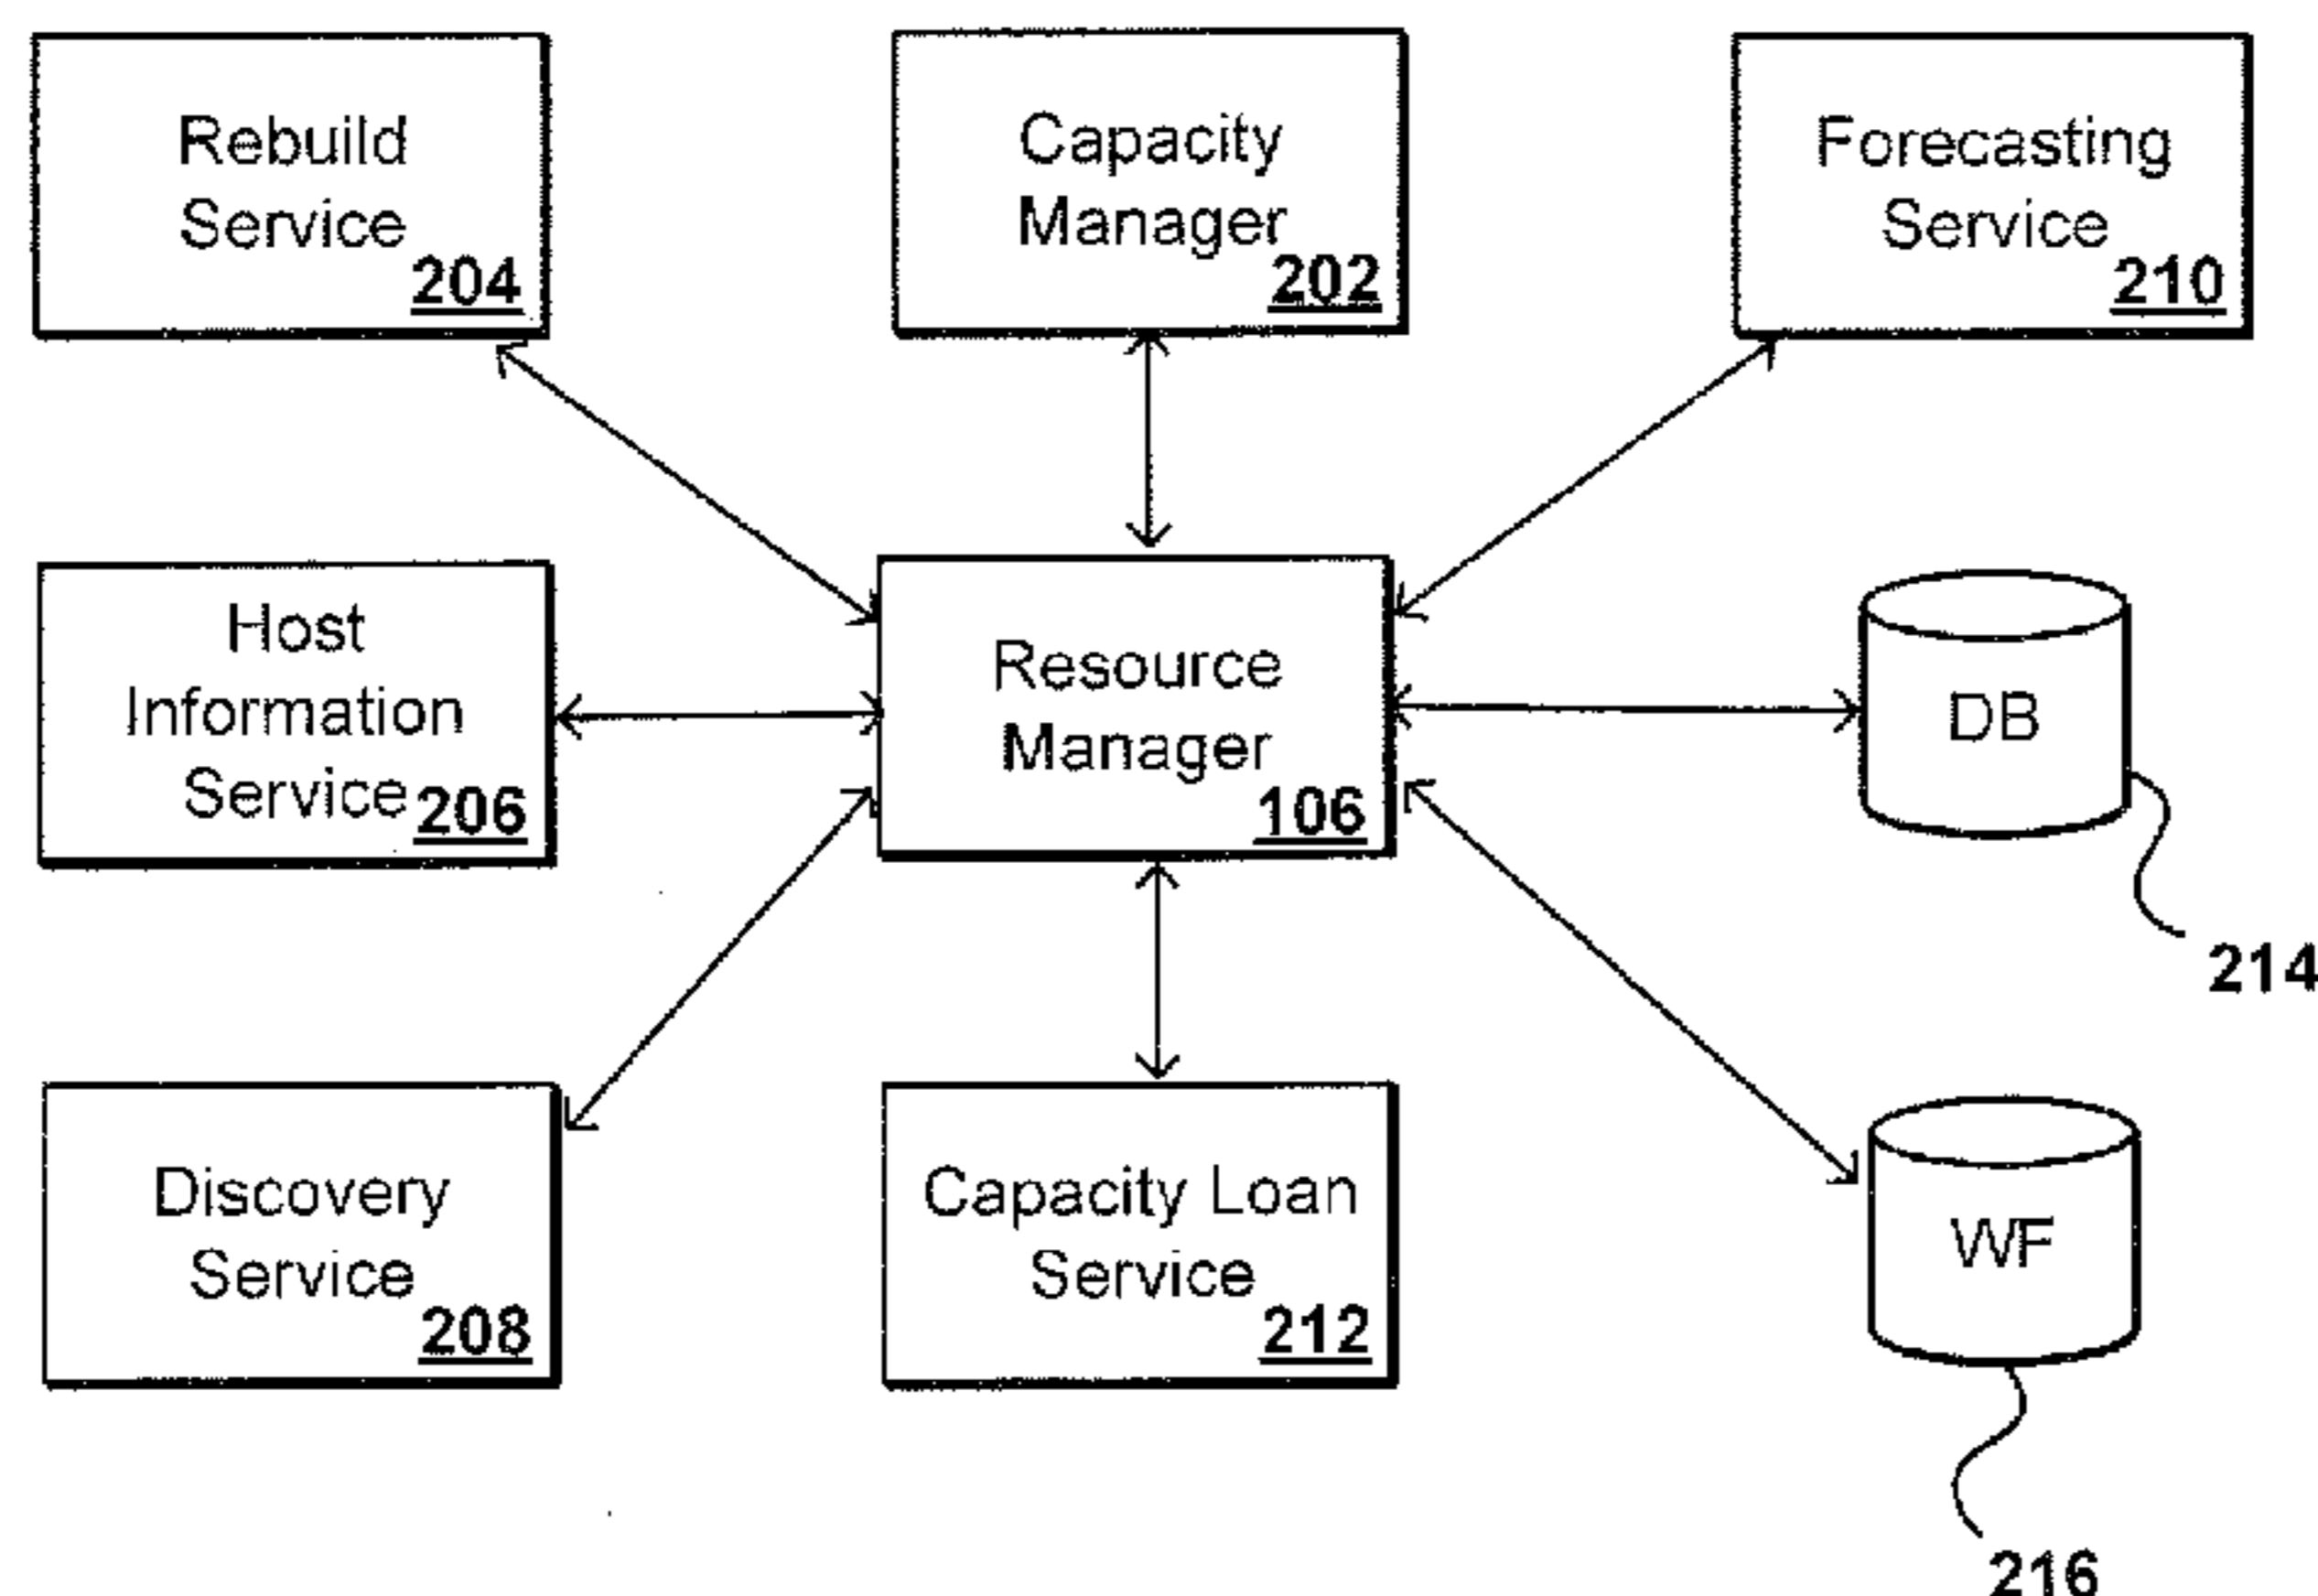 Rebuild
Service
204
Capacity
Manager
202
Forecasting
Service
210
Host
Information
Service 206
Resource
Manager
106
DB
214
Discovery
Service
208
Capacity Loan
Service
212
WF
216